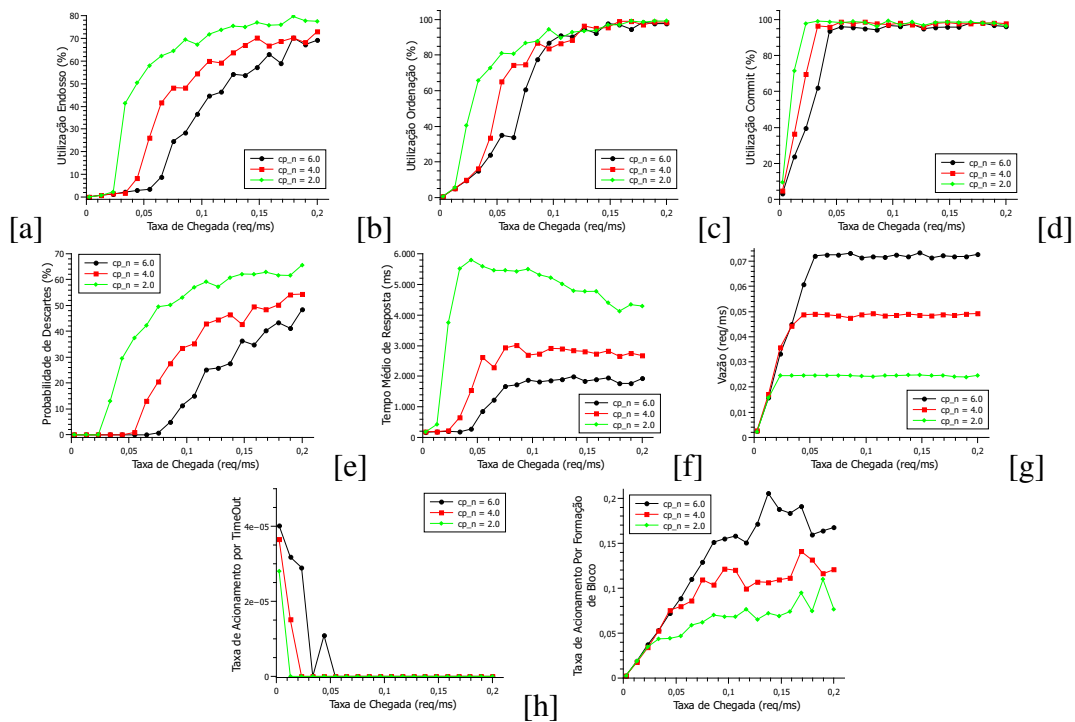 Utilização Endosso (%)
80
70
60
50
40
30
20
10
0
0 0,05 0,1 0,15 0,2
Taxa de Chegada (req/ms)
cp_n = 6.0
cp_n = 4.0
cp_n = 2.0
[a]
Utilização Ordenação (%)
100
80
60
40
20
0
0 0,05 0,1 0,15 0,2
Taxa de Chegada (req/ms)
cp_n = 6.0
cp_n = 4.0
cp_n = 2.0
[b]
Utilização Commit (%)
100
80
60
40
20
0
0 0,05 0,1 0,15 0,2
Taxa de Chegada (req/ms)
cp_n = 6.0
cp_n = 4.0
cp_n = 2.0
[c]
[d]
Probabilidade de Descartes (%)
70
60
50
40
30
20
10
0
0 0,05 0,1 0,15 0,2
Taxa de Chegada (req/ms)
cp_n = 6.0
cp_n = 4.0
cp_n = 2.0
[e]
Tempo Médio de Resposta (ms)
6.000
5.000
4.000
3.000
2.000
1.000
0
0 0,05 0,1 0,15 0,2
Taxa de Chegada (req/ms)
cp_n = 6.0
cp_n = 4.0
cp_n = 2.0
[f]
Vazão (req/ms)
0,07
0,06
0,05
0,04
0,03
0,02
0,01
0
0 0,05 0,1 0,15 0,2
Taxa de Chegada (req/ms)
cp_n = 6.0
cp_n = 4.0
cp_n = 2.0
[g]
Taxa de Acionamento por TimeOut
4e-05
2e-05
0
0 0,05 0,1 0,15 0,2
Taxa de Chegada (req/ms)
cp_n = 6.0
cp_n = 4.0
cp_n = 2.0
[h]
Taxa de Acionamento Por Formação
de Bloco
0,2
0,15
0,1
0,05
0
0 0,05 0,1 0,15 0,2
Taxa de Chegada (req/ms)
cp_n = 6.0
cp_n = 4.0
cp_n = 2.0